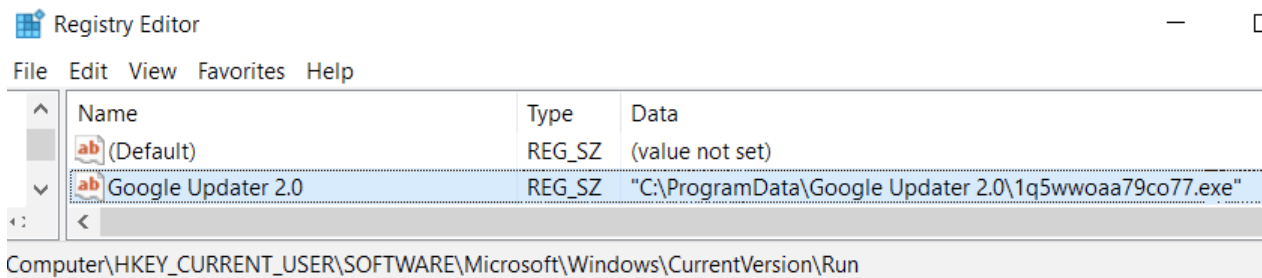 Registry Editor
File Edit View Favorites Help
Name Type Data
(Default) REG_SZ (value not set)
Google Updater 2.0 REG_SZ "C:\ProgramData\Google Updater 2.0\1q5wwoaa79co77.exe"
Computer\HKEY_CURRENT_USER\SOFTWARE\Microsoft\Windows\CurrentVersion\Run